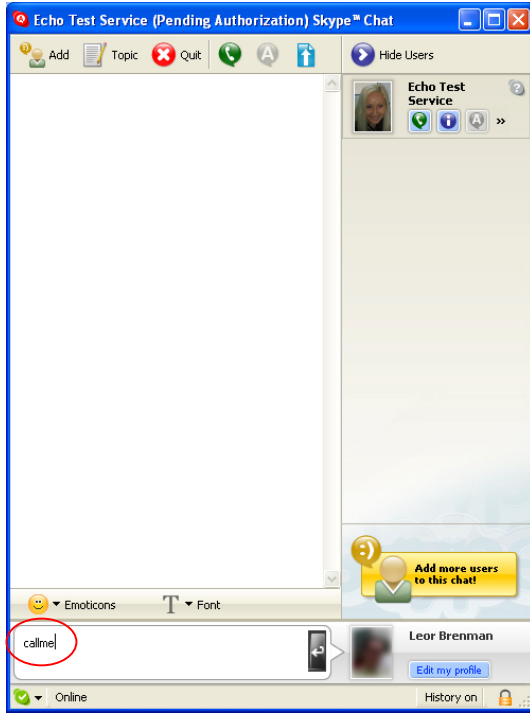 Echo Test Service (Pending Authorization) Skype™ Chat
Add
Topic
Quit
Hide Users
Echo Test
Service
Add more users
to this chat!
Emoticons
Font
callme
Leor Brenman
Edit my profile
Online
History on